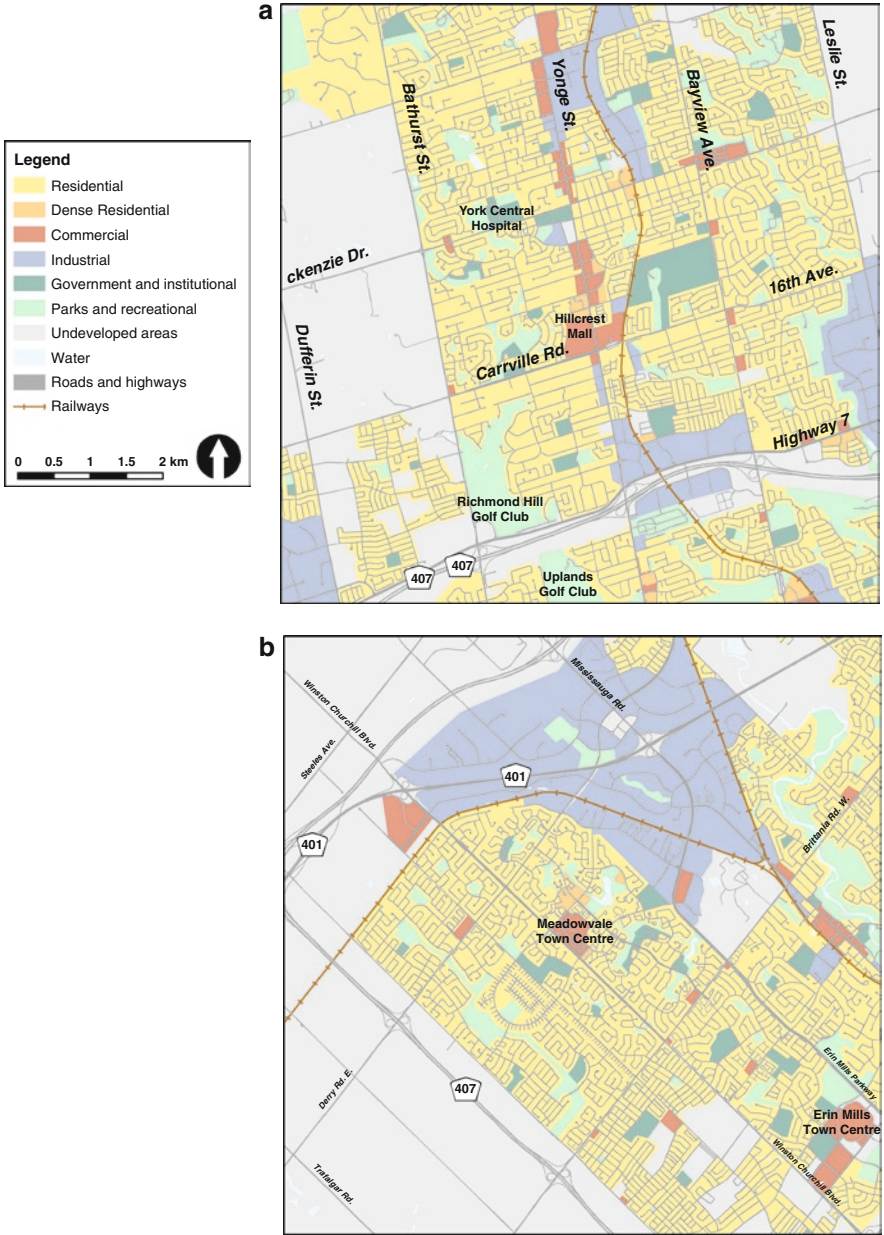 a
Legend
Residential
Dense Residential
Commercial
Industrial
Government and institutional
Parks and recreational
Undeveloped areas
Water
Roads and highways
Railways
0 0.5 1 1.5 2 km
Leslie St.
Yonge St.
Bayview Ave.
Bathurst St.
York Central
Hospital
ckenzie Dr.
16th Ave.
Hillcrest
Mall
Carrville Rd.
Dufferin St.
Highway 7
Richmond Hill
Golf Club
407
407
Uplands
Golf Club
b
Mississauga Rd.
Winston Churchill Blvd.
Steeles Ave.
401
Brittania Rd. W.
401
Meadowvale
Town Centre
Erin Mills Parkway
Derry Rd. E.
407
Erin Mills
Town Centre
Winston Churchill Blvd.
Trafalgar Rd.